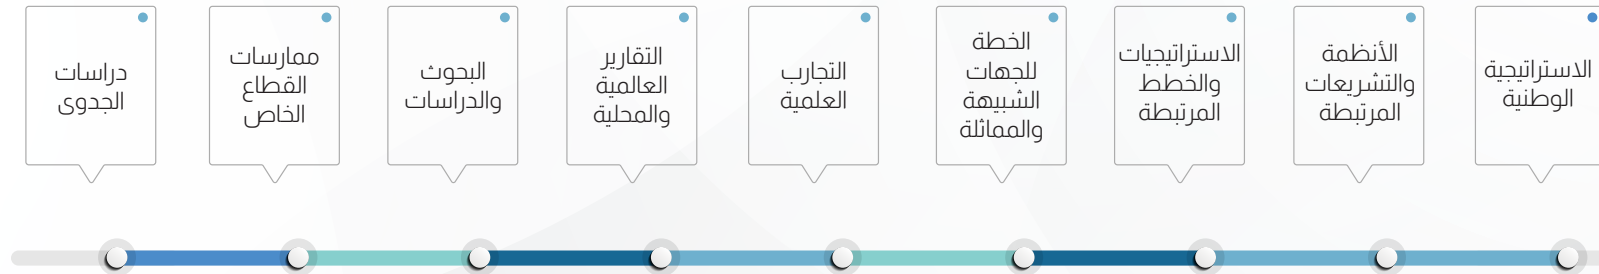 الاستراتيجية
الوطنية
الأنظمة
والتشريعات
المرتبطة
الاستراتيجيات
والخطط
المرتبطة
الخطة
للجهات
الشبيهة
والمماثلة
التجارب
العلمية
التقارير
العالمية
والمحلية
البحوث
والدراسات
ممارسات
القطاع
الخاص
دراسات
الجدوى